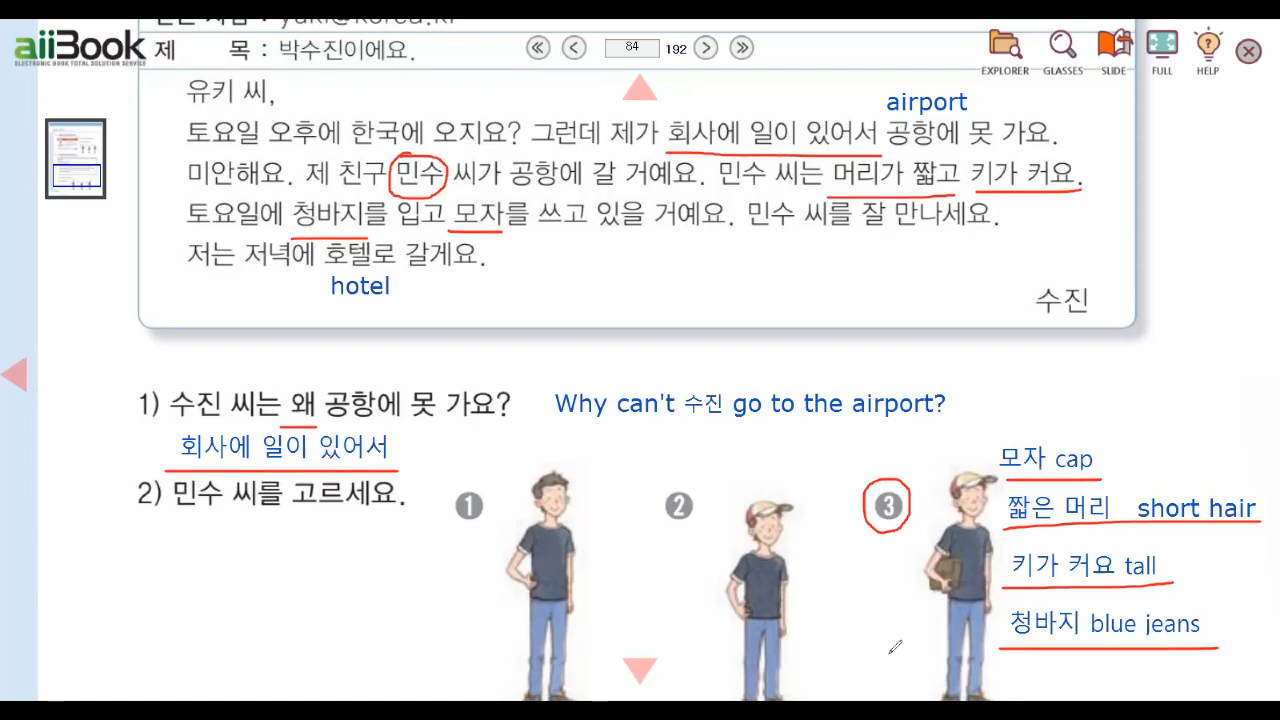 aiiBook
ELECTRONIC BOOK TOTAL SOLUTION SERVICE
제 목 : 박수진이에요.
84 192
EXPLORER GLASSES SLIDE FULL HELP
유키 씨,
airport
토요일 오후에 한국에 오지요? 그런데 제가 회사에 일이 있어서 공항에 못 가요.
미안해요. 제 친구 민수 씨가 공항에 갈 거예요. 민수 씨는 머리가 짧고 키가 커요.
토요일에 청바지를 입고 모자를 쓰고 있을 거예요. 민수 씨를 잘 만나세요.
저는 저녁에 호텔로 갈게요.
hotel
수진
1) 수진 씨는 왜 공항에 못 가요? Why can't 수진 go to the airport?
회사에 일이 있어서
2) 민수 씨를 고르세요.
1 2 3
모자 cap
짧은 머리 short hair
키가 커요 tall
청바지 blue jeans